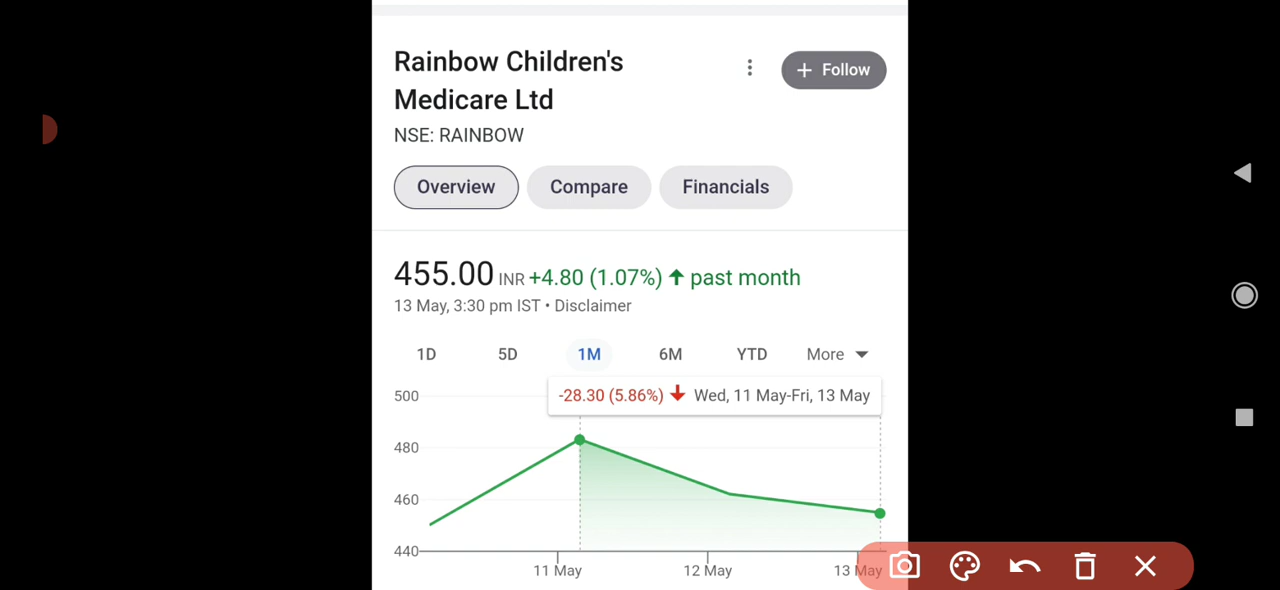 Rainbow Children's
Medicare Ltd
+ Follow
NSE: RAINBOW
Overview
Compare
Financials
455.00 INR +4.80 (1.07%) ↑ past month
13 May, 3:30 pm IST • Disclaimer
1D 5D 1M 6M YTD More
-28.30 (5.86%) ↓ Wed, 11 May-Fri, 13 May
500
480
460
440
11 May 12 May 13 May